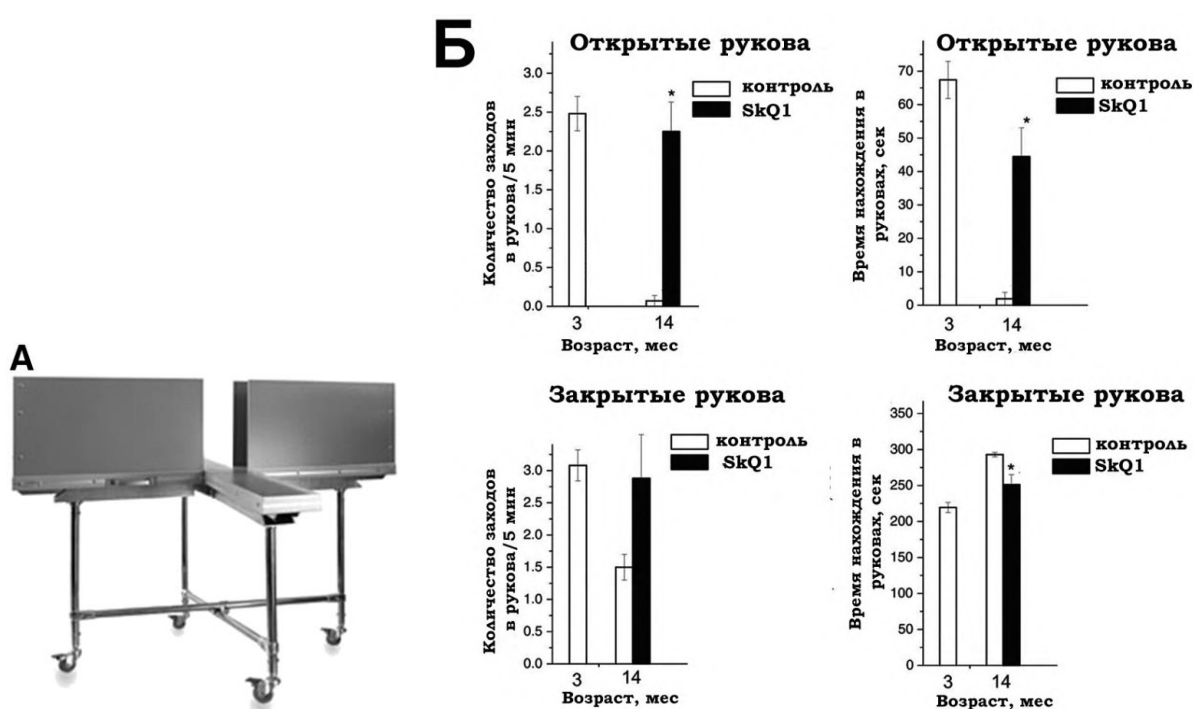 А
Б
Открытые рукова
Количество заходов
в рукова/5 мин
3.0
2.5
2.0
1.5
1.0
0.5
0.0
*
контроль
SkQ1
3
14
Возраст, мес
Открытые рукова
Время нахождения в
руковах, сек
70
60
50
40
30
20
10
0
*
контроль
SkQ1
3
14
Возраст, мес
Закрытые рукова
Количество заходов
в рукова/5 мин
3.0
2.5
2.0
1.5
1.0
0.5
0.0
контроль
SkQ1
3
14
Возраст, мес
Закрытые рукова
Время нахождения в
руковах, сек
350
300
250
225
150
100
50
0
*
контроль
SkQ1
3
14
Возраст, мес